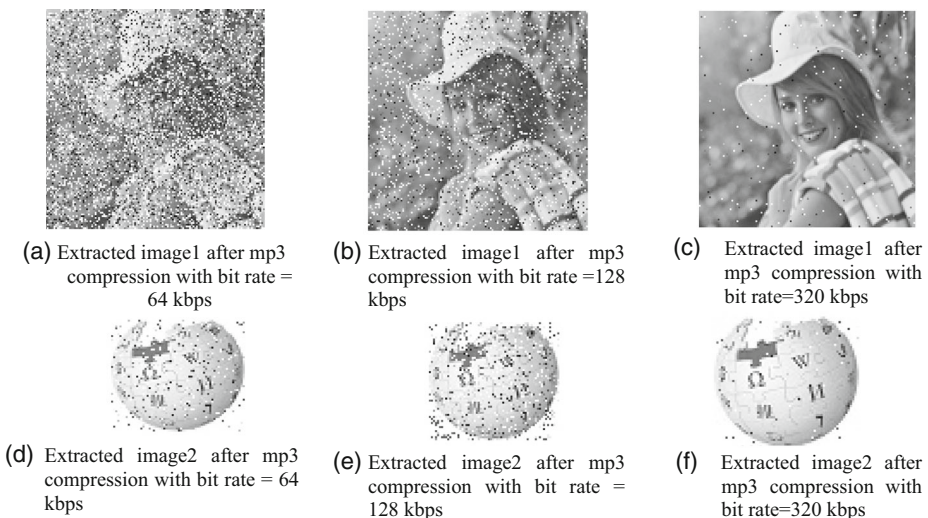 (a) Extracted image1 after mp3
compression with bit rate =
64 kbps
(b) Extracted image1 after mp3
compression with bit rate =128
kbps
(c) Extracted image1 after
mp3 compression with
bit rate=320 kbps
Ω W И 7
Ω W И
Ω W И 7
(d) Extracted image2 after mp3
compression with bit rate = 64
kbps
(e) Extracted image2 after mp3
compression with bit rate =
128 kbps
(f) Extracted image2 after
mp3 compression with
bit rate=320 kbps